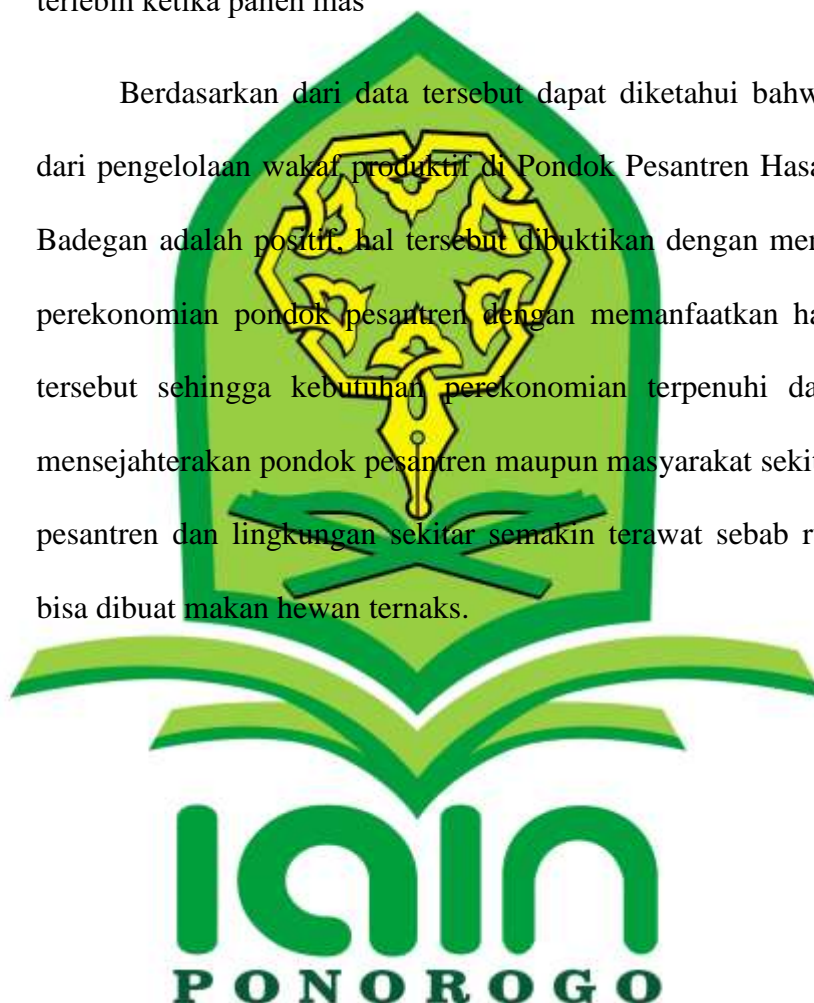 terlebih ketika panen mas
Berdasarkan dari data tersebut dapat diketahui bahw
dari pengelolaan wakaf produktif di Pondok Pesantren Hasa
Badegan adalah positif, hal tersebut dibuktikan dengan men
perekonomian pondok pesantren dengan memanfaatkan ha
tersebut sehingga kebutuhan perekonomian terpenuhi da
mensejahterakan pondok pesantren maupun masyarakat sekit
pesantren dan lingkungan sekitar semakin terawat sebab r
bisa dibuat makan hewan ternaks.
iain
PONOROGO